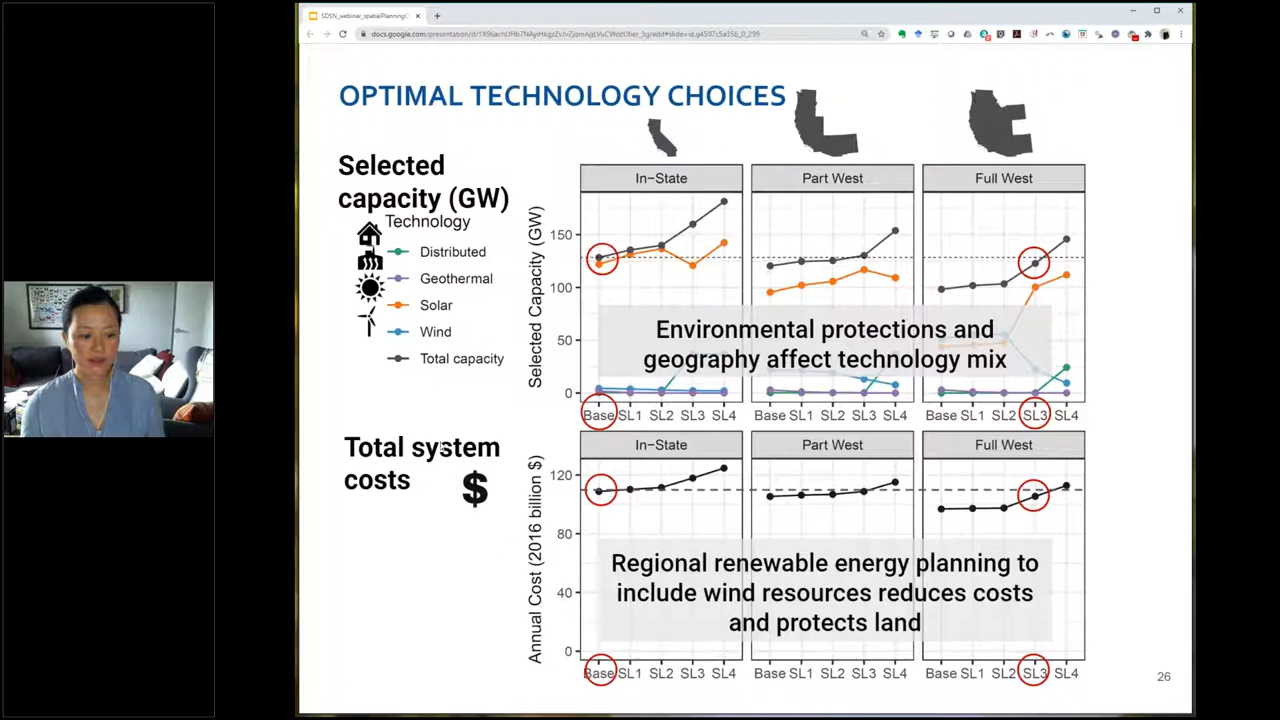 SDSN_webinar_spatialPlanning
OPTIMAL TECHNOLOGY CHOICES
Selected
capacity (GW)
Technology
Distributed
Geothermal
Solar
Wind
Total capacity
Selected Capacity (GW)
In-State
Part West
Full West
150
100
50
0
Environmental protections and
geography affect technology mix
Base SL1 SL2 SL3 SL4
Base SL1 SL2 SL3 SL4
Base SL1 SL2 SL3 SL4
Total system
costs
$
Annual Cost (2016 billion $)
In-State
Part West
Full West
120
80
40
0
Regional renewable energy planning to
include wind resources reduces costs
and protects land
Base SL1 SL2 SL3 SL4
Base SL1 SL2 SL3 SL4
Base SL1 SL2 SL3 SL4
26